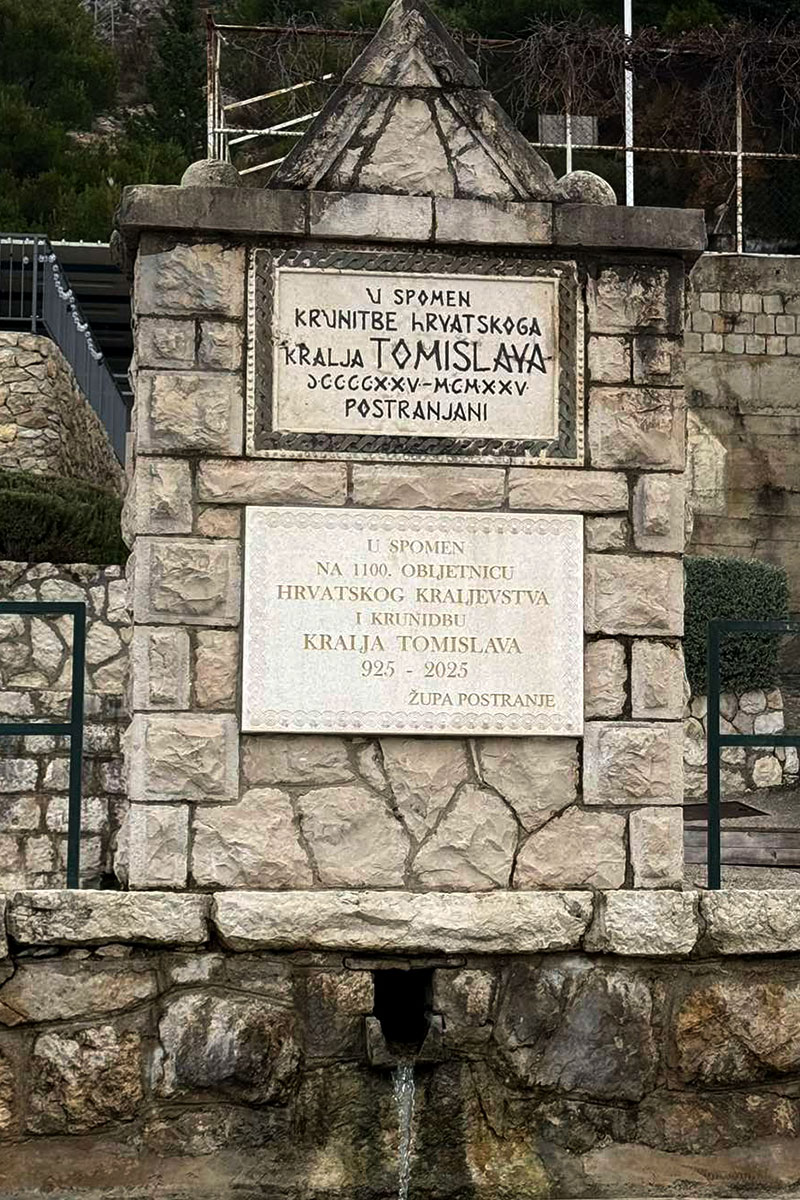 U SPOMEN
KRUNITBE hRVATSKOGA
KRALJA TOMISLAVA
ↃCCCCXXV-MCMXXV
POSTRANJANI
U SPOMEN
NA 1100. OBLJETNICU
HRVATSKOG KRALJEVSTVA
I KRUNIDBU
KRALJA TOMISLAVA
925 - 2025
ŽUPA POSTRANJE